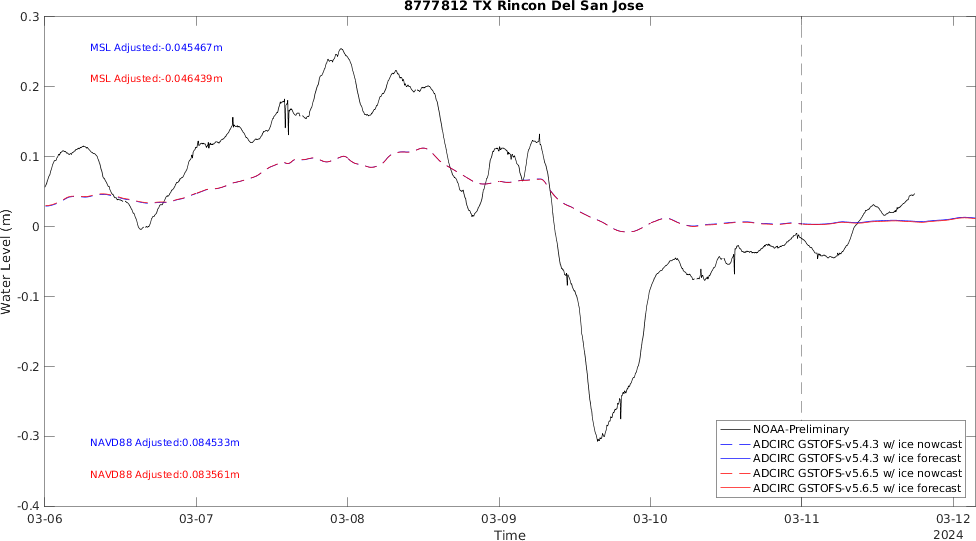 8777812 TX Rincon Del San Jose
0.3
MSL Adjusted:-0.045467m
MSL Adjusted:-0.046439m
0.2
0.1
0
Water Level (m)
-0.1
-0.2
-0.3
NAVD88 Adjusted:0.084533m
NAVD88 Adjusted:0.083561m
-0.4
NOAA-Preliminary
ADCIRC GSTOFS-v5.4.3 w/ ice nowcast
ADCIRC GSTOFS-v5.4.3 w/ ice forecast
ADCIRC GSTOFS-v5.6.5 w/ ice nowcast
ADCIRC GSTOFS-v5.6.5 w/ ice forecast
03-06 03-07 03-08 03-09 03-10 03-11 03-12
Time
2024